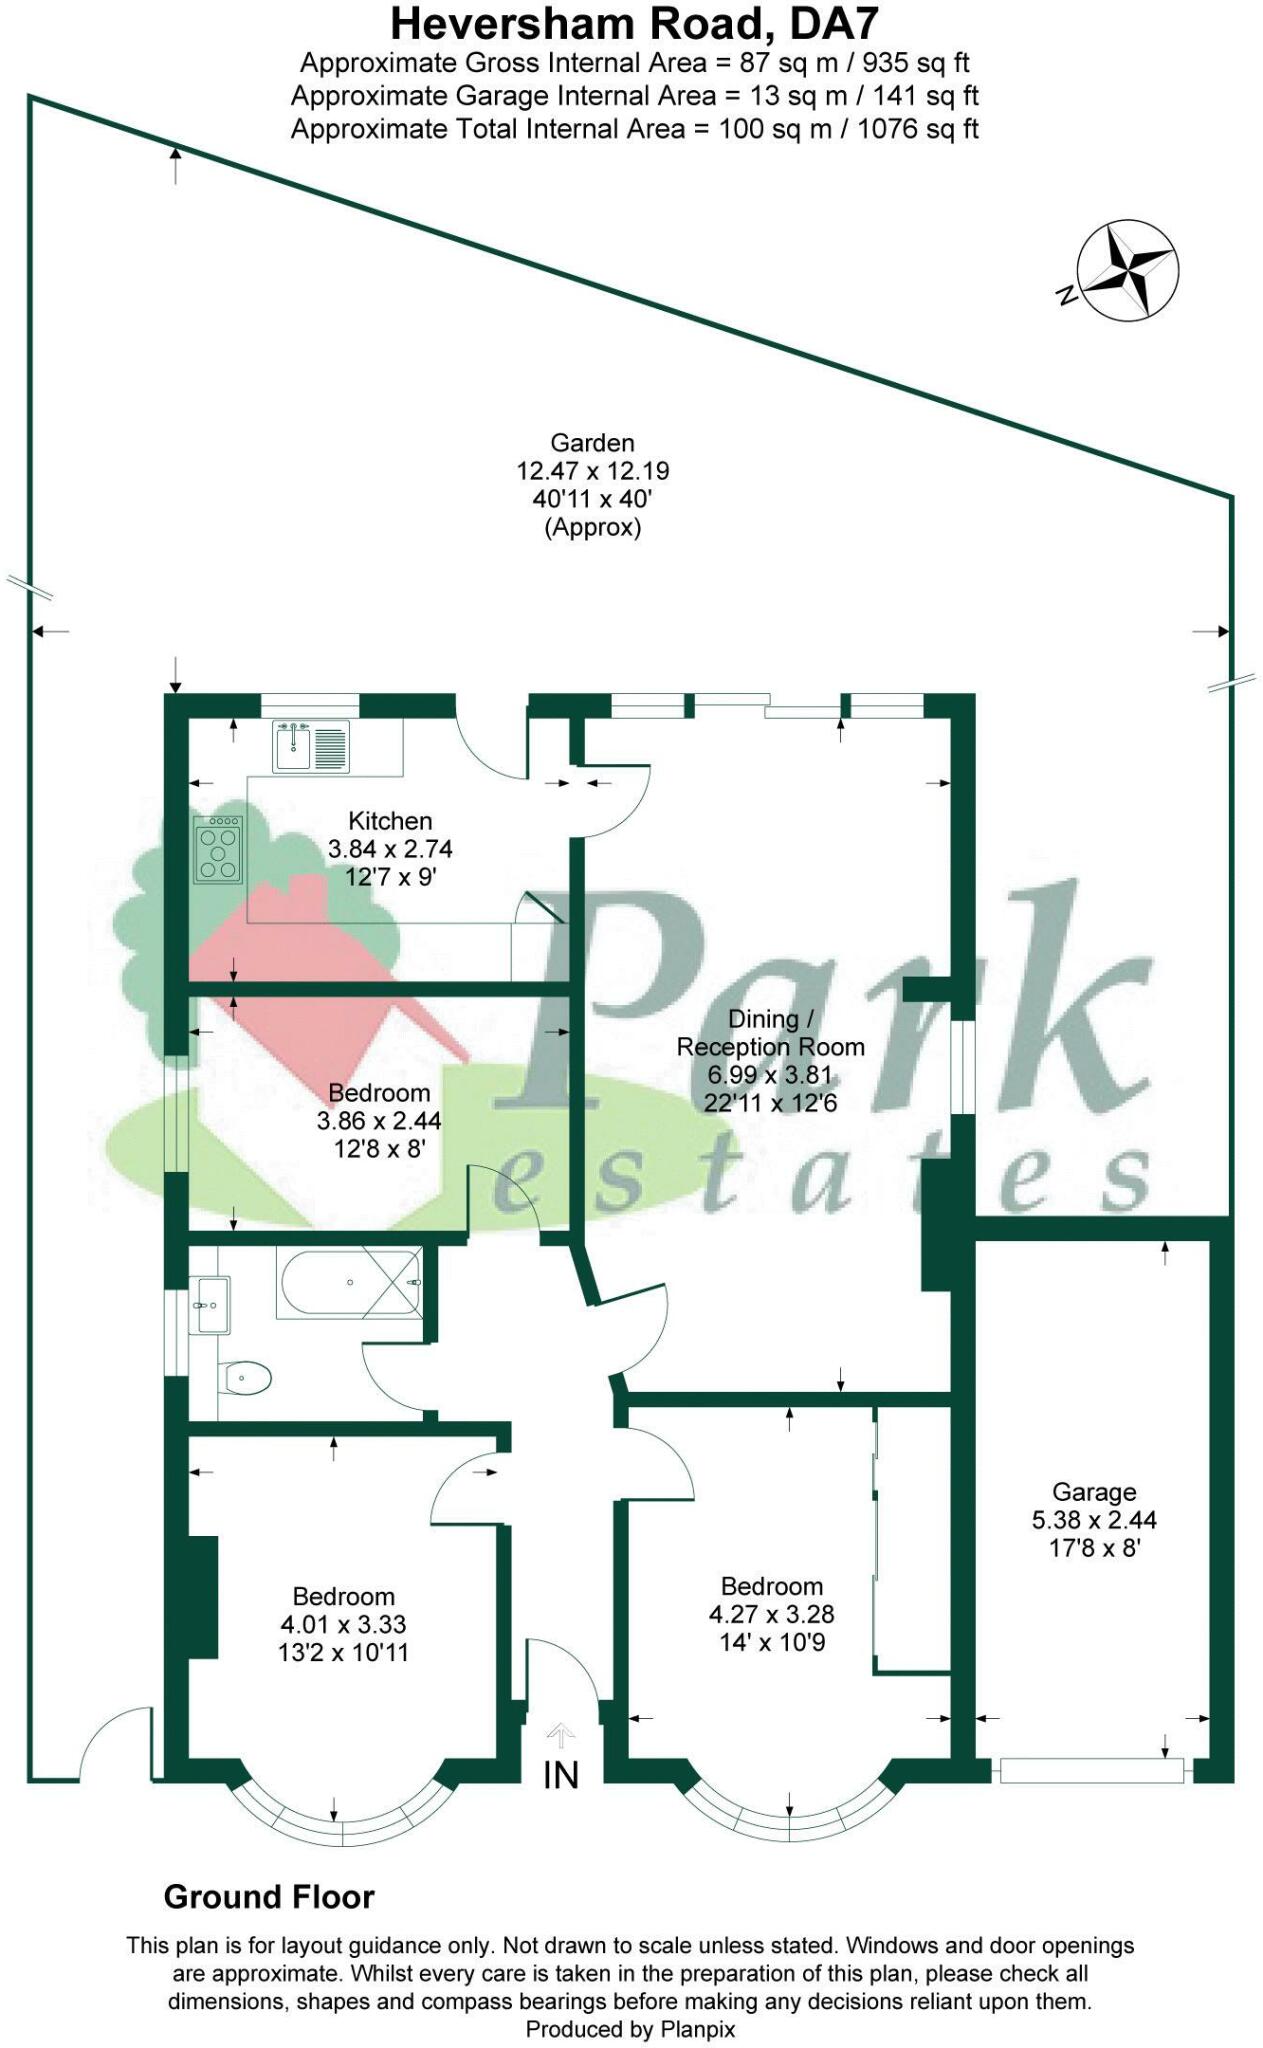 Heversham Road, DA7
Approximate Gross Internal Area = 87 sq m / 935 sq ft
Approximate Garage Internal Area = 13 sq m / 141 sq ft
Approximate Total Internal Area = 100 sq m / 1076 sq ft
N
Garden
12.47 x 12.19
40'11 x 40'
(Approx)
Kitchen
3.84 x 2.74
12'7 x 9'
Park
estates
Dining /
Reception Room
6.99 x 3.81
22'11 x 12'6
Bedroom
3.86 x 2.44
12'8 x 8'
Garage
5.38 x 2.44
17'8 x 8'
Bedroom
4.01 x 3.33
13'2 x 10'11
Bedroom
4.27 x 3.28
14' x 10'9
IN
Ground Floor
This plan is for layout guidance only. Not drawn to scale unless stated. Windows and door openings
are approximate. Whilst every care is taken in the preparation of this plan, please check all
dimensions, shapes and compass bearings before making any decisions reliant upon them.
Produced by Planpix